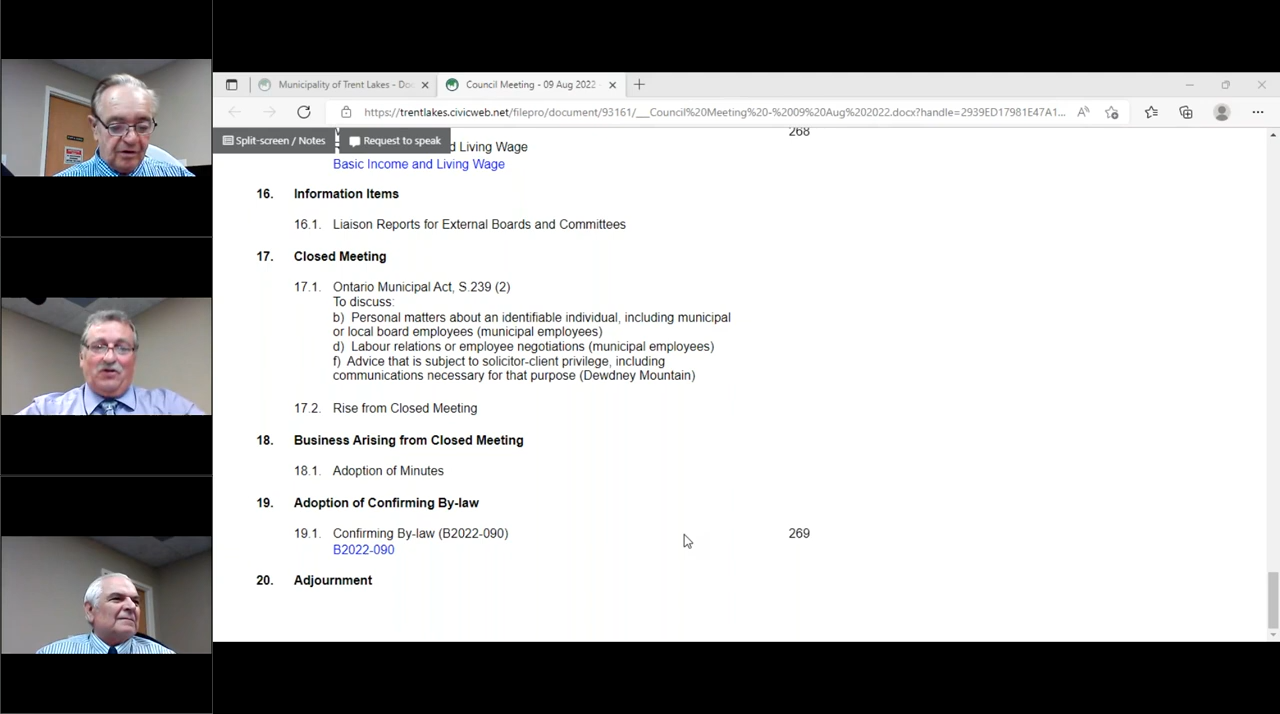 Municipality of Trent Lakes - Doc
Council Meeting - 09 Aug 2022
https://trentlakes.civicweb.net/filepro/document/93161/__Council%20Meeting%20-%2009%20Aug%202022.docx?handle=2939ED17981E47A1...
Split-screen / Notes
Request to speak
268
d Living Wage
Basic Income and Living Wage
16. Information Items
16.1. Liaison Reports for External Boards and Committees
17. Closed Meeting
17.1. Ontario Municipal Act, S.239 (2)
To discuss:
b) Personal matters about an identifiable individual, including municipal
or local board employees (municipal employees)
d) Labour relations or employee negotiations (municipal employees)
f) Advice that is subject to solicitor-client privilege, including
communications necessary for that purpose (Dewdney Mountain)
17.2. Rise from Closed Meeting
18. Business Arising from Closed Meeting
18.1. Adoption of Minutes
19. Adoption of Confirming By-law
19.1. Confirming By-law (B2022-090) 269
B2022-090
20. Adjournment